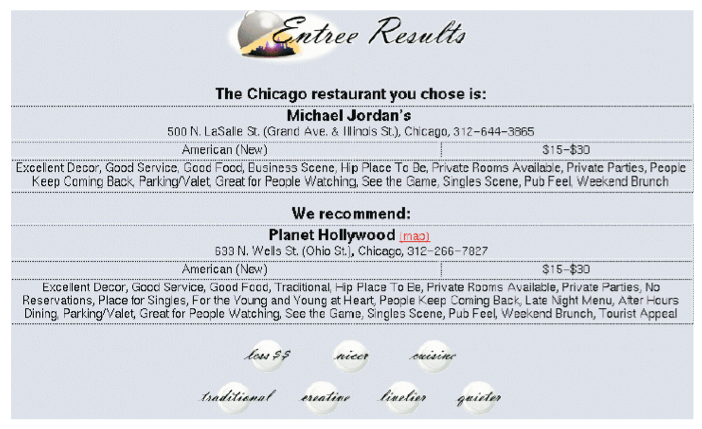 Entree Results
The Chicago restaurant you chose is:
Michael Jordan's
500 N. LaSalle St. (Grand Ave. & Illinois St.), Chicago, 312-644-3865
American (New) $15-$30
Excellent Decor, Good Service, Good Food, Business Scene, Hip Place To Be, Private Rooms Available, Private Parties, People
Keep Coming Back, Parking/Valet, Great for People Watching, See the Game, Singles Scene, Pub Feel, Weekend Brunch
We recommend:
Planet Hollywood (map)
633 N. Wells St. (Ohio St.), Chicago, 312-266-7827
American (New) $15-$30
Excellent Decor, Good Service, Good Food, Traditional, Hip Place To Be, Private Rooms Available, Private Parties, No
Reservations, Place for Singles, For the Young and Young at Heart, People Keep Coming Back, Late Night Menu, After Hours
Dining, Parking/Valet, Great for People Watching, See the Game, Singles Scene, Pub Feel, Weekend Brunch, Tourist Appeal
less $$ nicer cuisine
traditional creative livelier quieter